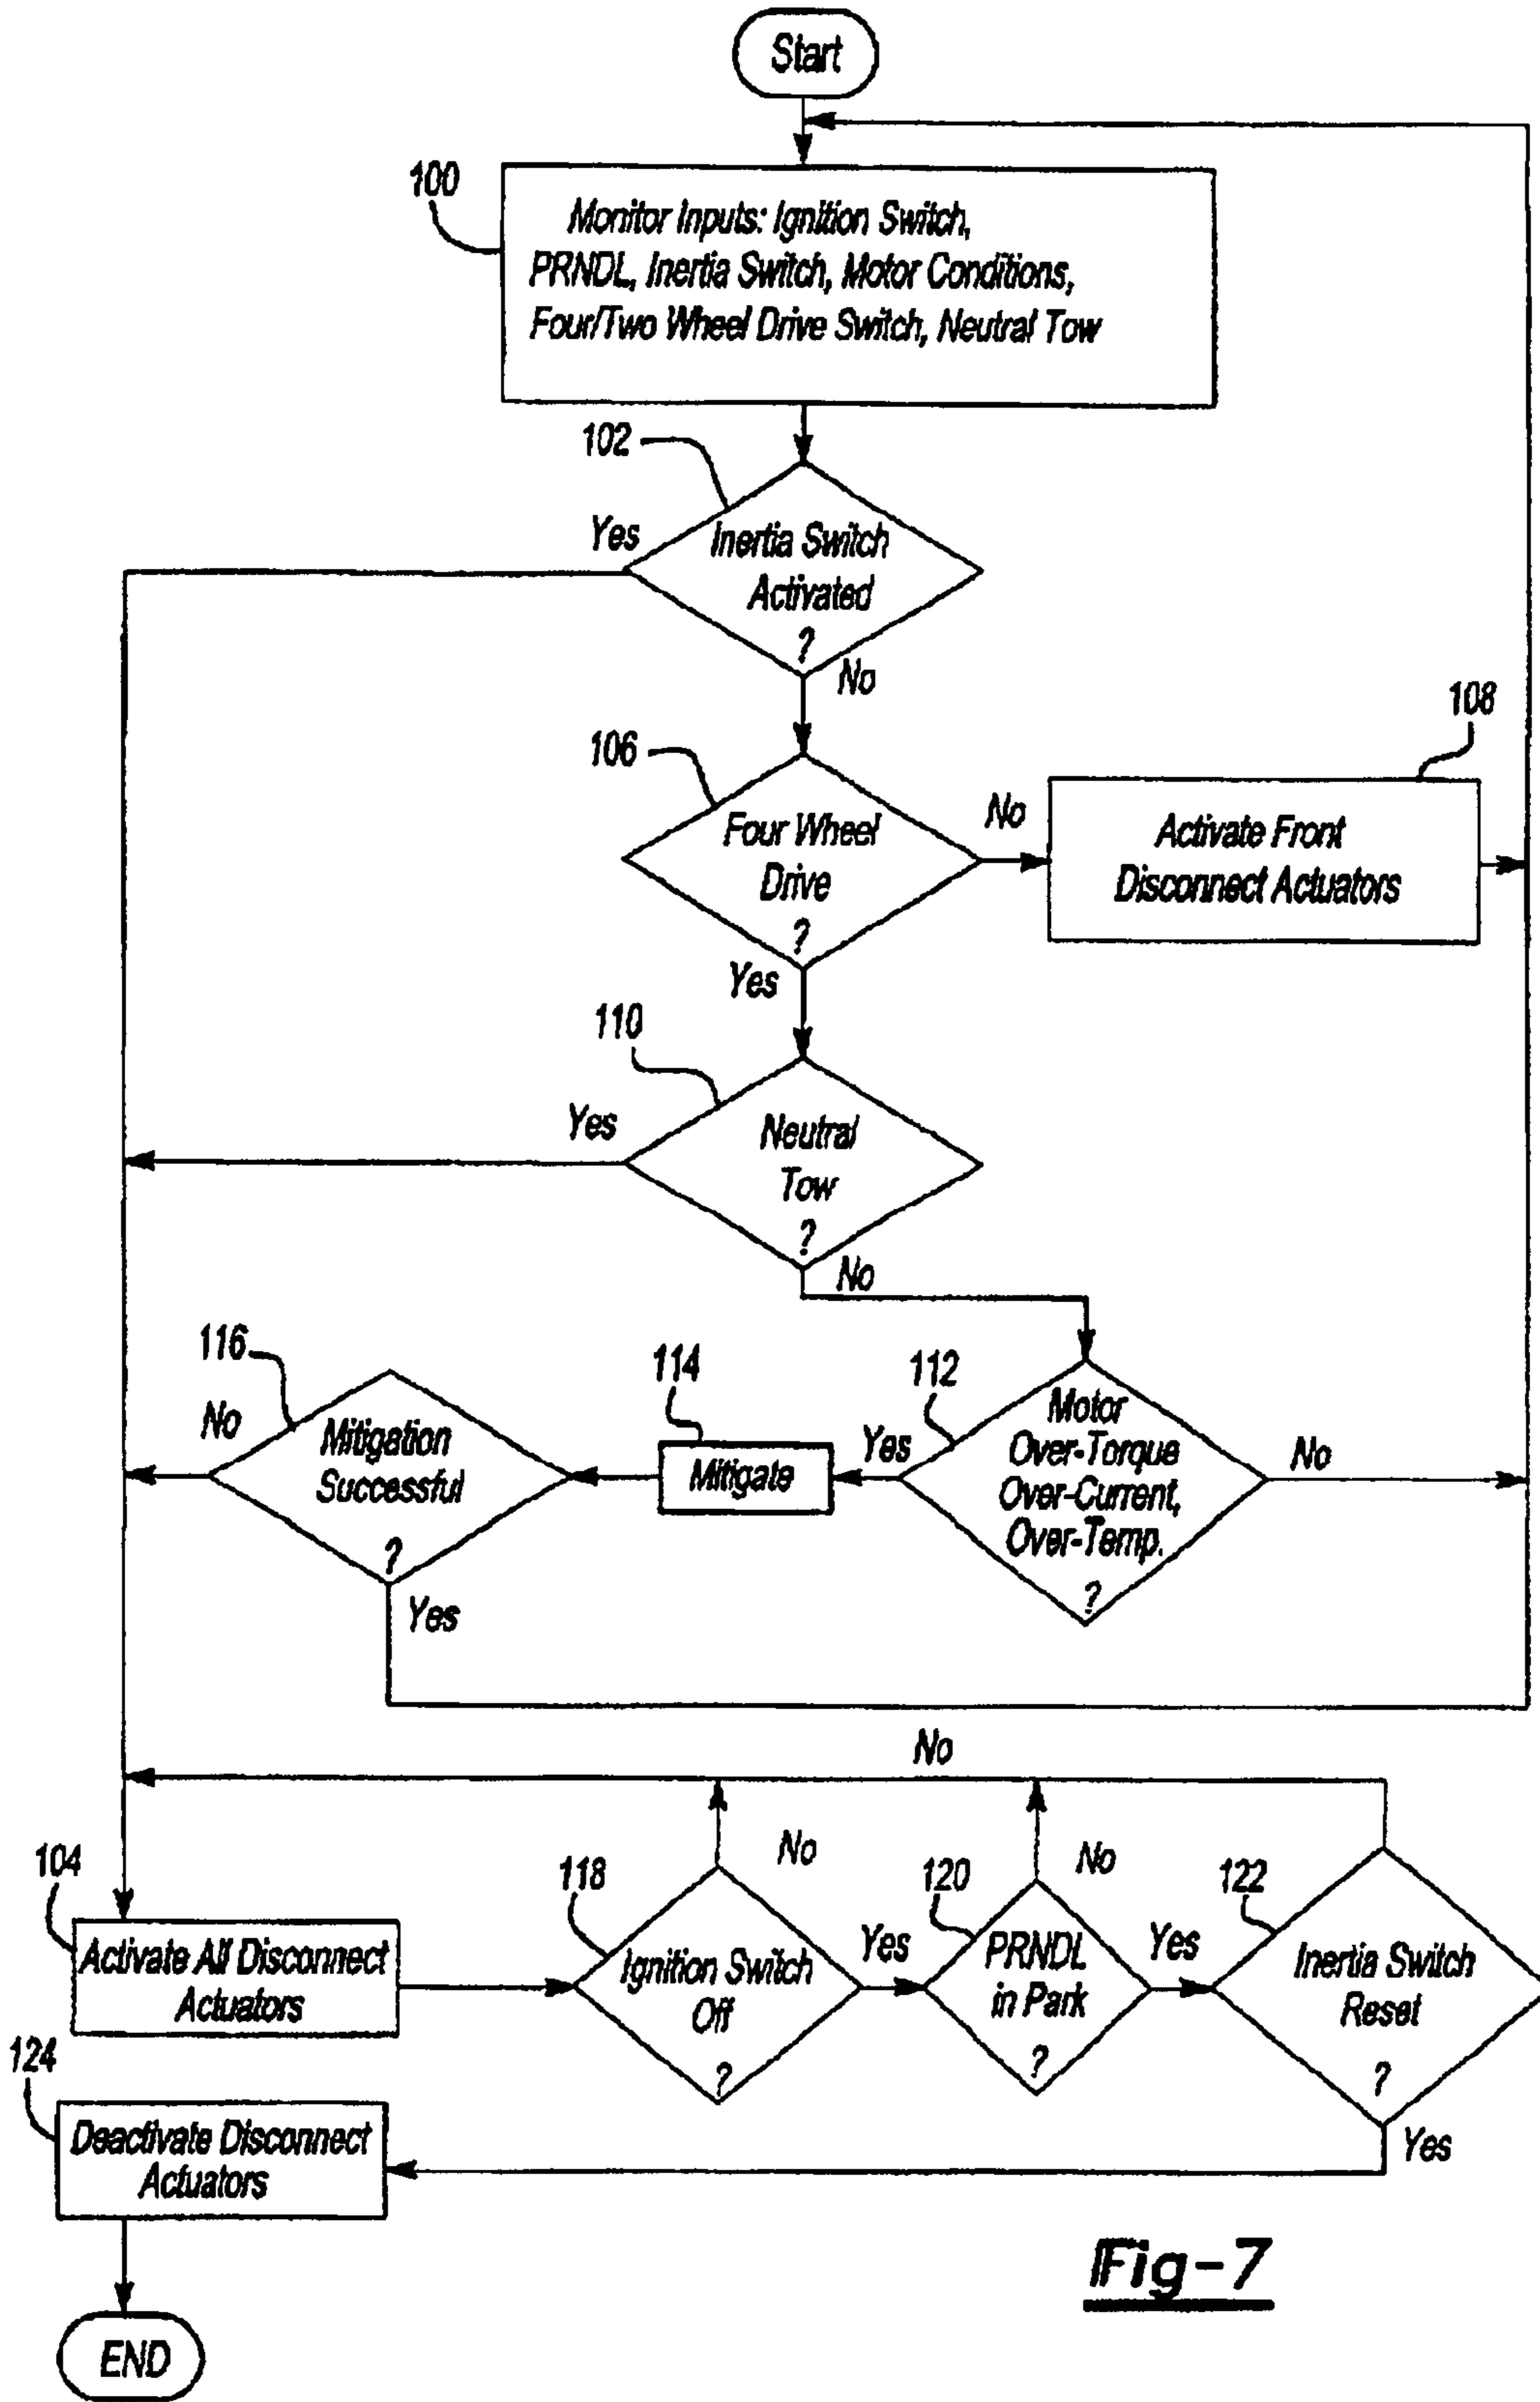 Start
100
Monitor Inputs: Ignition Switch,
PRNDL, Inertia Switch, Motor Conditions,
Four/Two Wheel Drive Switch, Neutral Tow
102
Yes
Inertia Switch
Activated
?
No
106
Four Wheel
Drive
?
No
108
Activate Front
Disconnect Actuators
Yes
110
Yes
Neutral
Tow
?
No
116
No
Mitigation
Successful
?
Yes
114
Mitigate
Yes
112
Motor
Over-Torque
Over-Current,
Over-Temp.
?
No
No
104
Activate All Disconnect
Actuators
118
No
Ignition Switch
Off
?
Yes
120
No
PRNDL
in Park
?
Yes
122
Inertia Switch
Reset
?
Yes
124
Deactivate Disconnect
Actuators
END
Fig-7